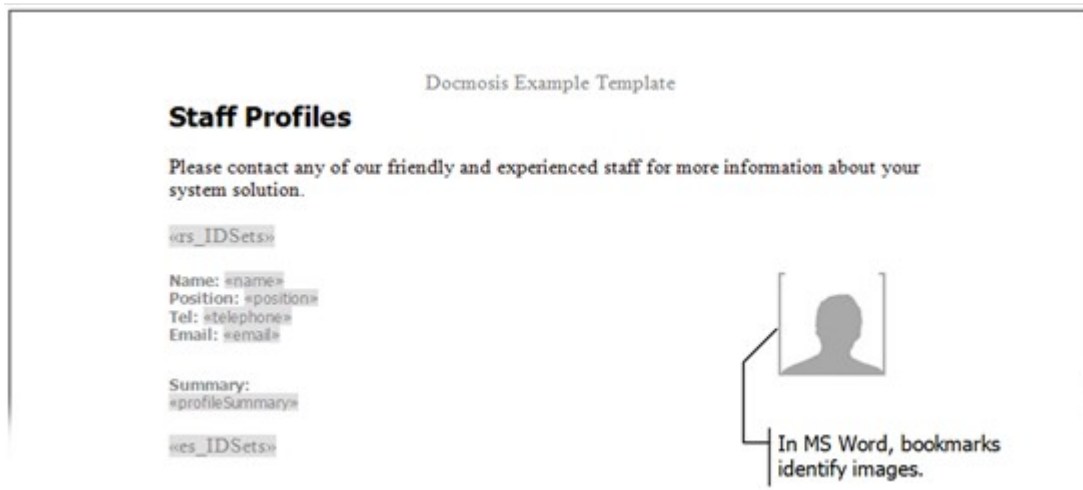 Docmosis Example Template
Staff Profiles
Please contact any of our friendly and experienced staff for more information about your
system solution.
«rs_IDSets»
Name: «name»
Position: «position»
Tel: «telephone»
Email: «email»
Summary:
«profileSummary»
«es_IDSets»
In MS Word, bookmarks
identify images.